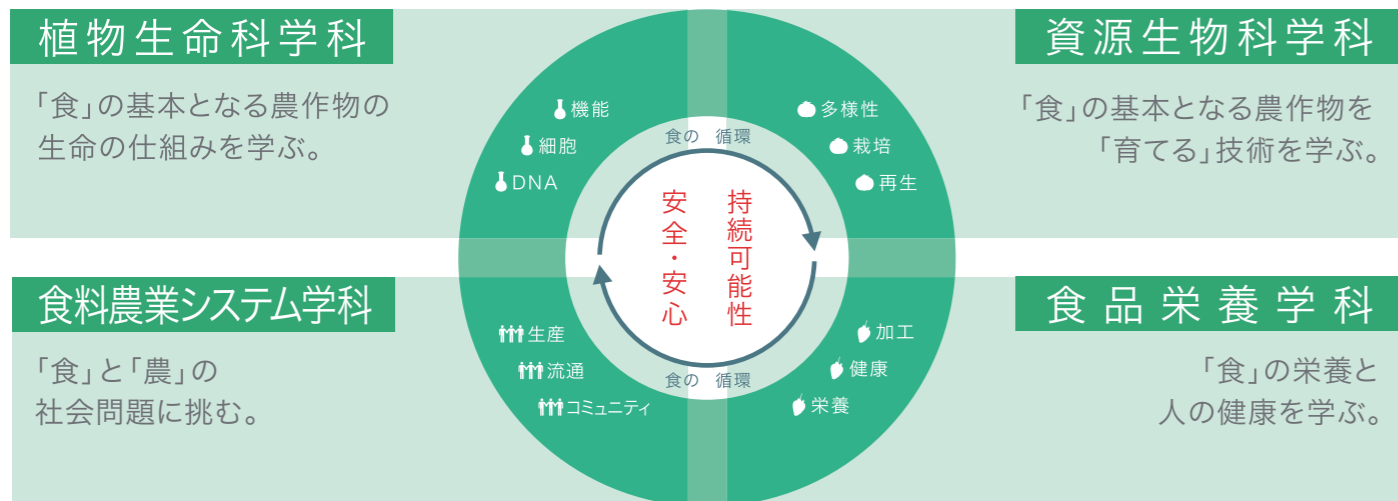 植物生命科学科
「食」の基本となる農作物の
生命の仕組みを学ぶ。
機能
細胞
DNA
資源生物科学科
「食」の基本となる農作物を
「育てる」技術を学ぶ。
多様性
栽培
再生
食の 循環
持続可能性
安全・安心
食の 循環
食料農業システム学科
「食」と「農」の
社会問題に挑む。
生産
流通
コミュニティ
食品栄養学科
「食」の栄養と
人の健康を学ぶ。
加工
健康
栄養